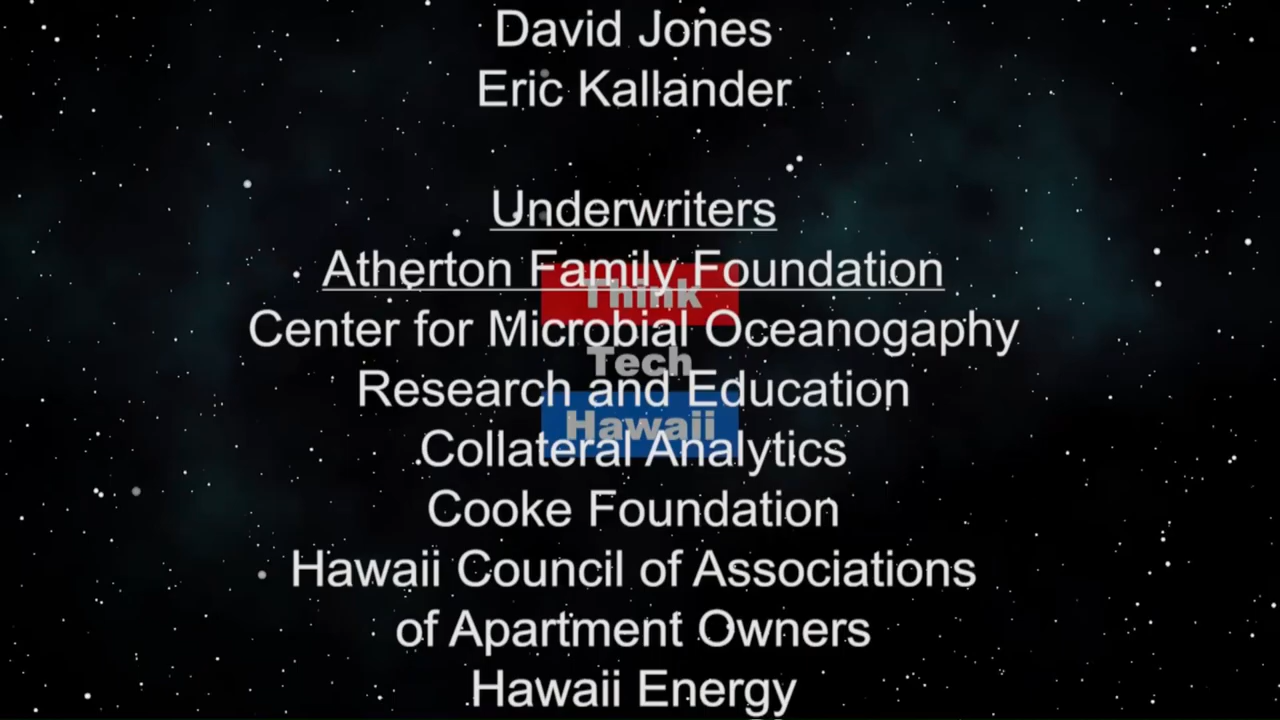 David Jones
Eric Kallander
Underwriters
Atherton Family Foundation
Think
Center for Microbial Oceanogaphy
Tech
Research and Education
Hawaii
Collateral Analytics
Cooke Foundation
Hawaii Council of Associations
of Apartment Owners
Hawaii Energy